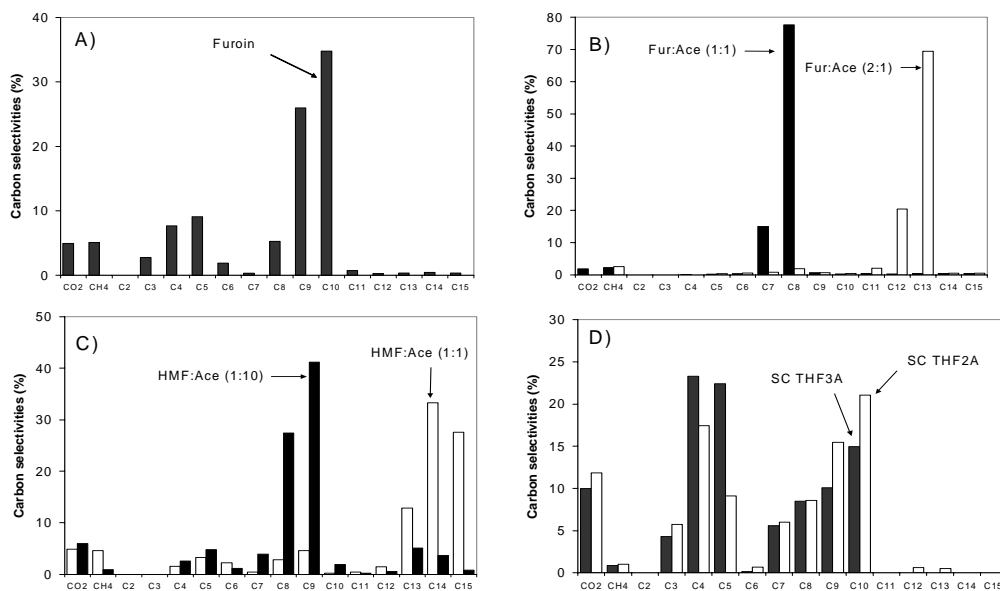 A)
Furoin
Carbon selectivities (%)
40
30
20
10
0
CO2 CH4 C2 C3 C4 C5 C6 C7 C8 C9 C10 C11 C12 C13 C14 C15
B)
Fur:Ace (1:1)
Fur:Ace (2:1)
Carbon selectivities (%)
80
70
60
50
40
30
20
10
0
CO2 CH4 C2 C3 C4 C5 C6 C7 C8 C9 C10 C11 C12 C13 C14 C15
C)
HMF:Ace (1:1)
HMF:Ace (1:10)
Carbon selectivities (%)
50
40
30
20
10
0
CO2 CH4 C2 C3 C4 C5 C6 C7 C8 C9 C10 C11 C12 C13 C14 C15
D)
SC THF2A
SC THF3A
Carbon selectivities (%)
30
25
20
15
10
5
0
CO2 CH4 C2 C3 C4 C5 C6 C7 C8 C9 C10 C11 C12 C13 C14 C15